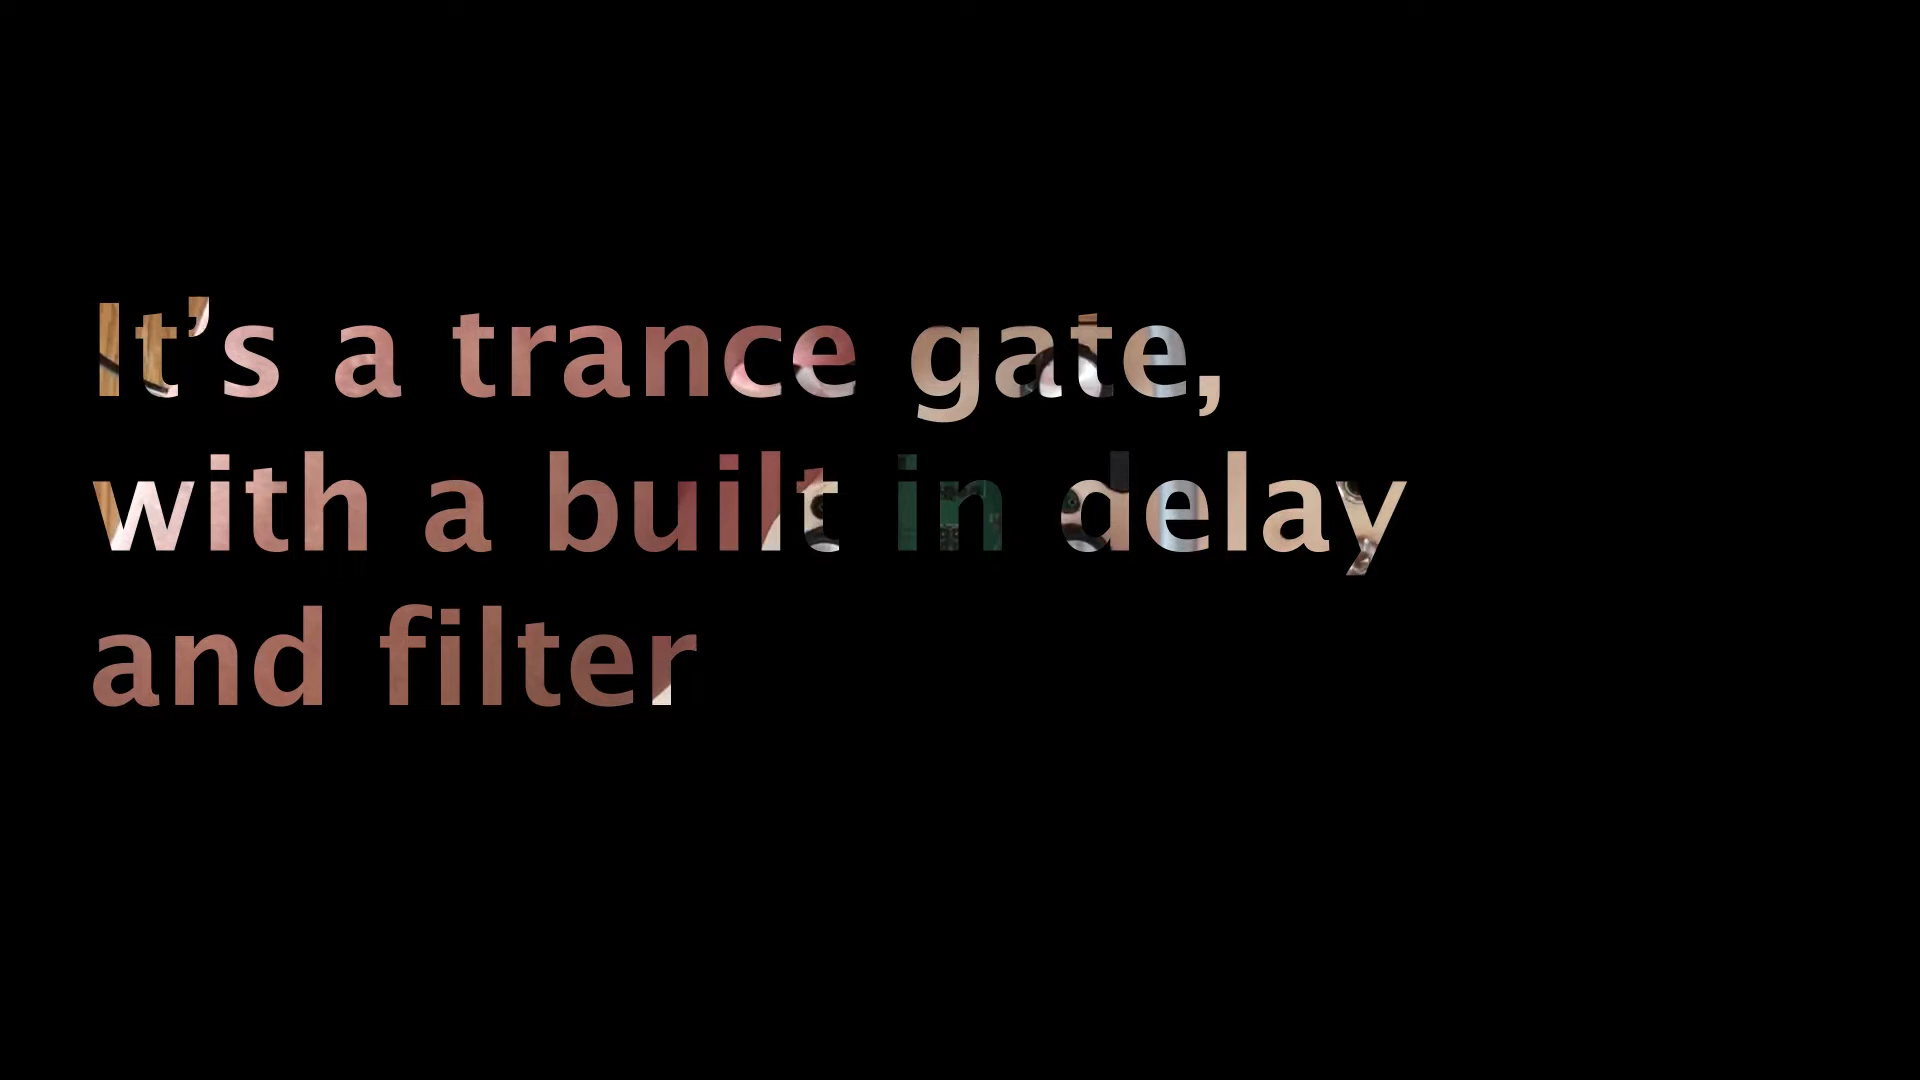 It’s a trance gate,
with a built in delay
and filter